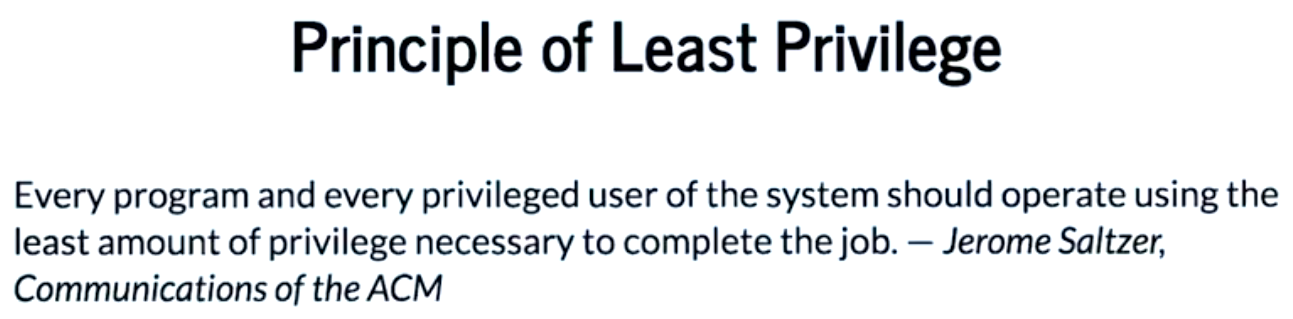 Principle of Least Privilege
Every program and every privileged user of the system should operate using the
least amount of privilege necessary to complete the job. — Jerome Saltzer,
Communications of the ACM